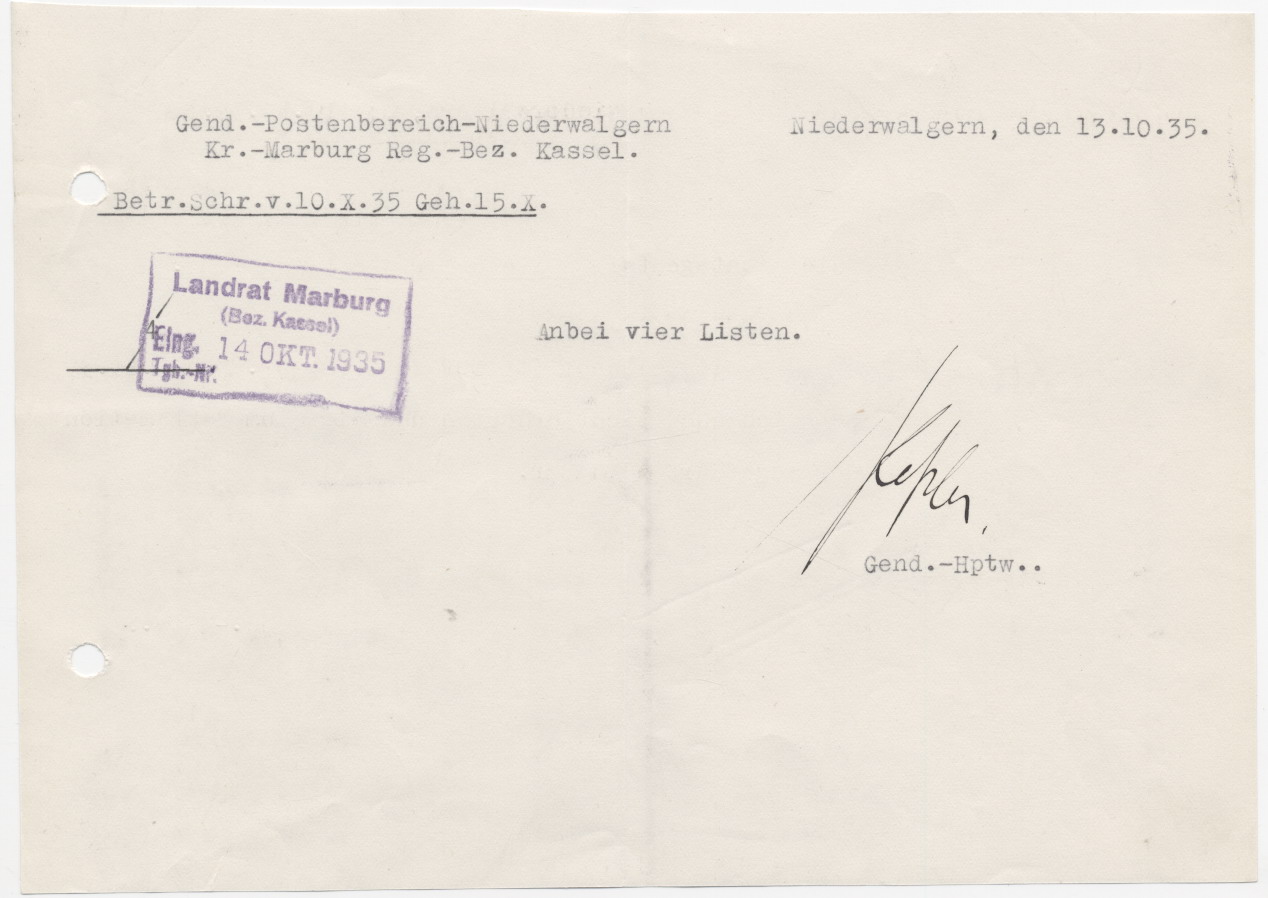 Gend.-Postenbereich-Niederwalgern
Kr.-Marburg Reg.-Bez. Kassel.
Niederwalgern, den 13.10.35.
Betr.Schr.v.10.X.35 Geh.15.X.
Landrat Marburg
(Bez. Kassel)
Eing. 14 OKT. 1935
Tgb.-Nr.
Anbei vier Listen.
Gend.-Hptw..